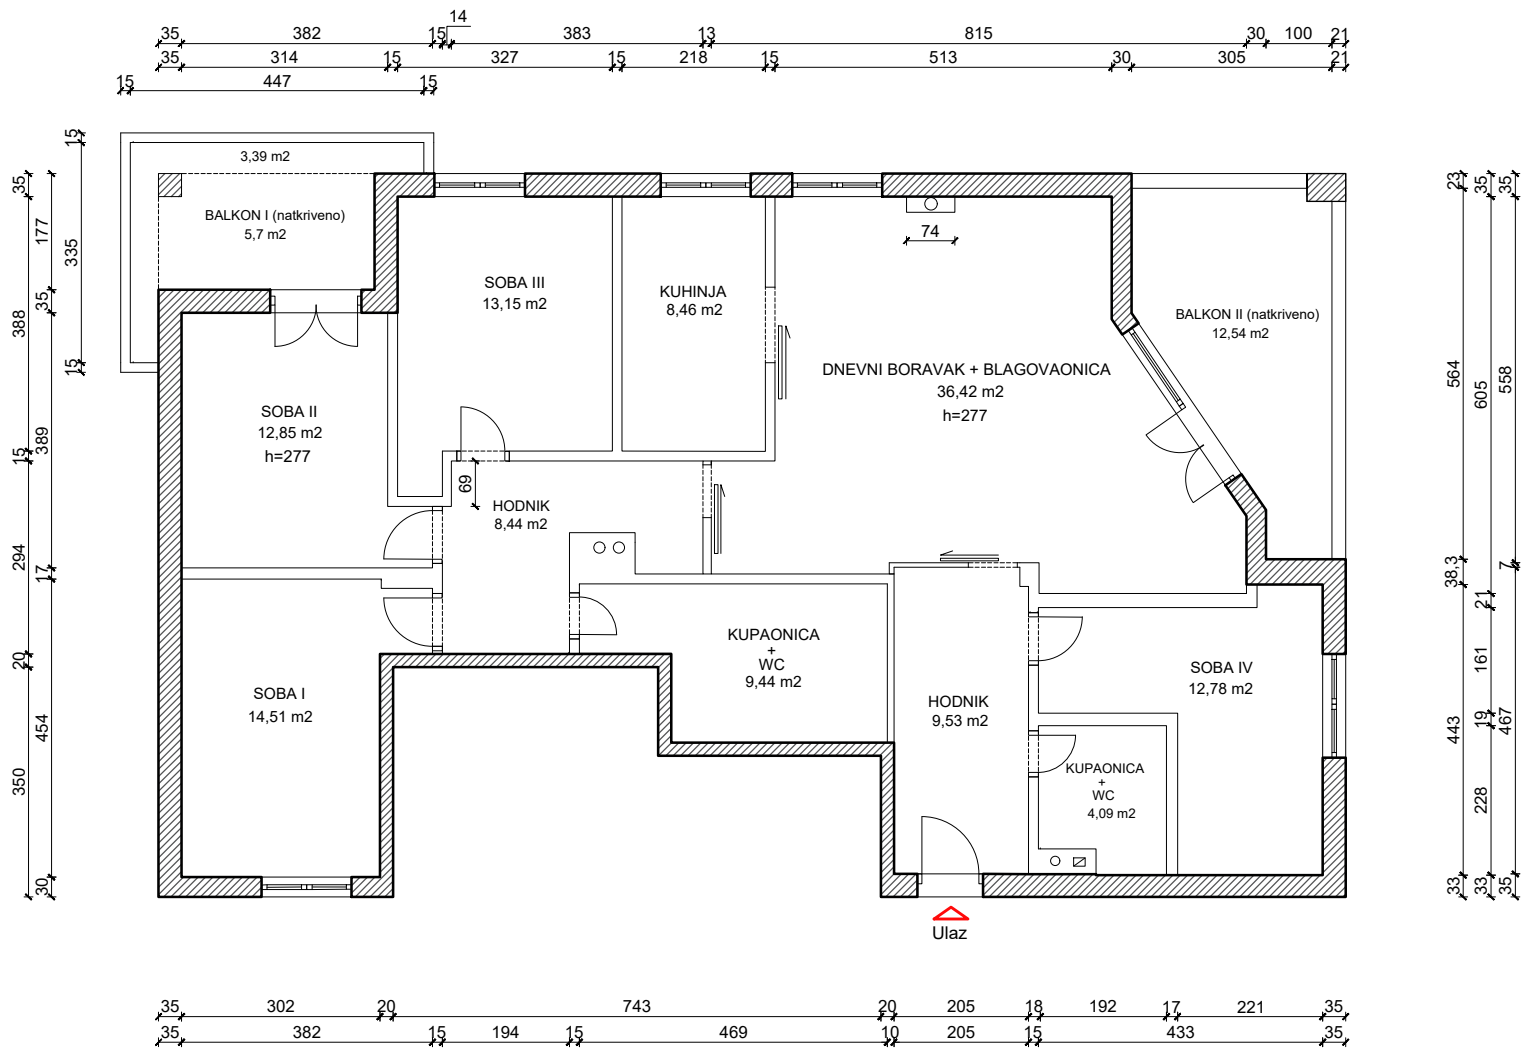 14
35 382 15 383 13 815 30 100 21
35 314 15 327 15 218 15 513 30 305 21
15 447 15
15 335 15
35 177 35 389 17 454 30
388 15 294 20 350
23 564 38,3 443 33
35 605 21 161 19 228 33
35 558 7 467 35
3,39 m2
BALKON I (natkriveno)
5,7 m2
SOBA III
13,15 m2
KUHINJA
8,46 m2
74
BALKON II (natkriveno)
12,54 m2
DNEVNI BORAVAK + BLAGOVAONICA
36,42 m2
h=277
SOBA II
12,85 m2
h=277
69
HODNIK
8,44 m2
KUPAONICA
+
WC
9,44 m2
SOBA I
14,51 m2
HODNIK
9,53 m2
SOBA IV
12,78 m2
KUPAONICA
+
WC
4,09 m2
Ulaz
35 302 20 743 20 205 18 192 17 221 35
35 382 15 194 15 469 10 205 15 433 35